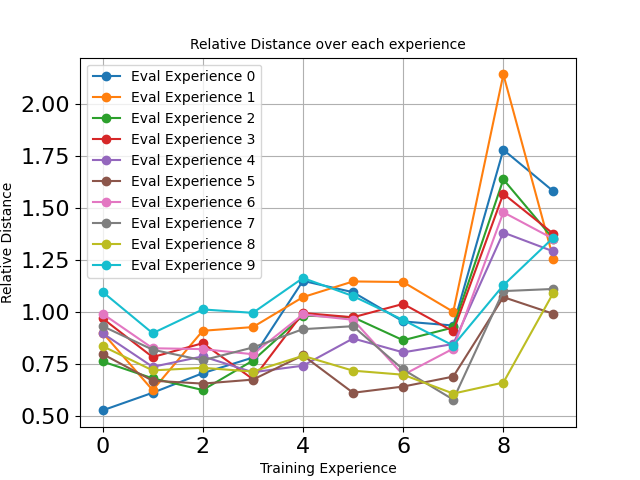 Relative Distance over each experience
Relative Distance
2.00
1.75
1.50
1.25
1.00
0.75
0.50
Eval Experience 0
Eval Experience 1
Eval Experience 2
Eval Experience 3
Eval Experience 4
Eval Experience 5
Eval Experience 6
Eval Experience 7
Eval Experience 8
Eval Experience 9
0 2 4 6 8
Training Experience